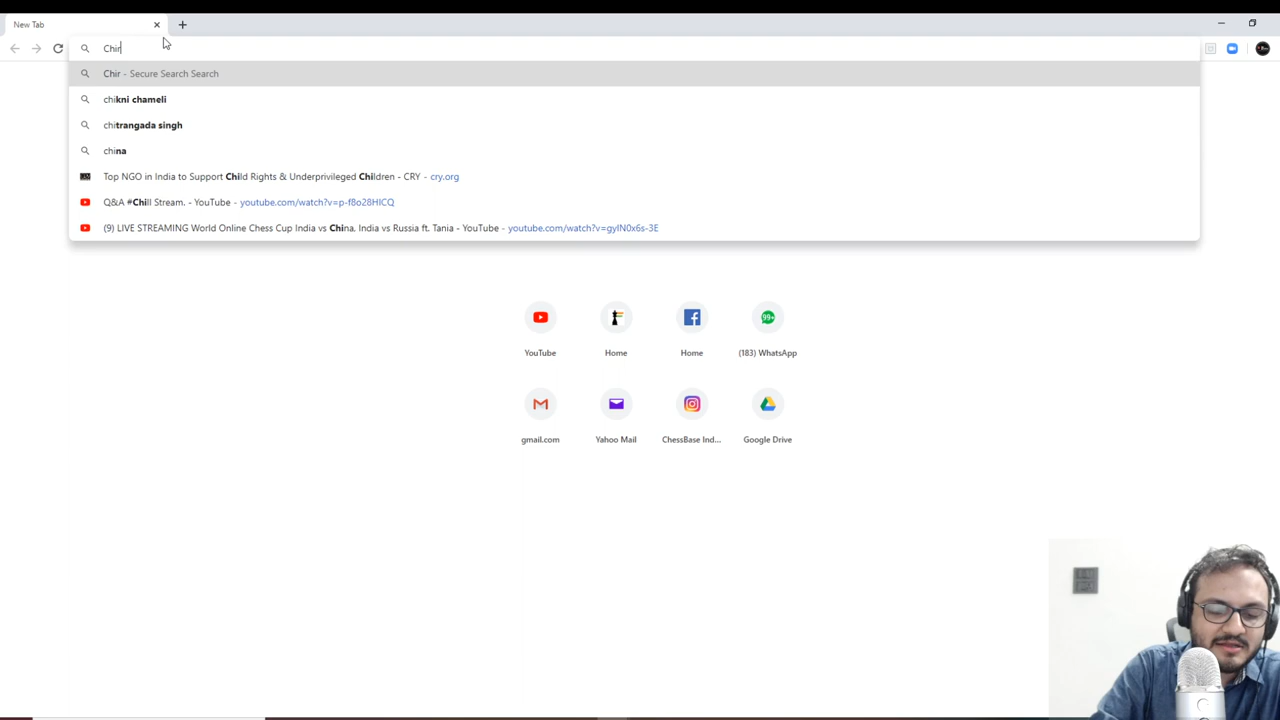 New Tab
Chir
Chir - Secure Search Search
chikni chameli
chitrangada singh
china
Top NGO in India to Support Child Rights & Underprivileged Children - CRY - cry.org
Q&A #Chill Stream. - YouTube - youtube.com/watch?v=p-f8o28HICQ
(9) LIVE STREAMING World Online Chess Cup India vs China, India vs Russia ft. Tania - YouTube - youtube.com/watch?v=gyIN0x6s-3E
99+
YouTube
Home
Home
(183) WhatsApp
gmail.com
Yahoo Mail
ChessBase Ind...
Google Drive